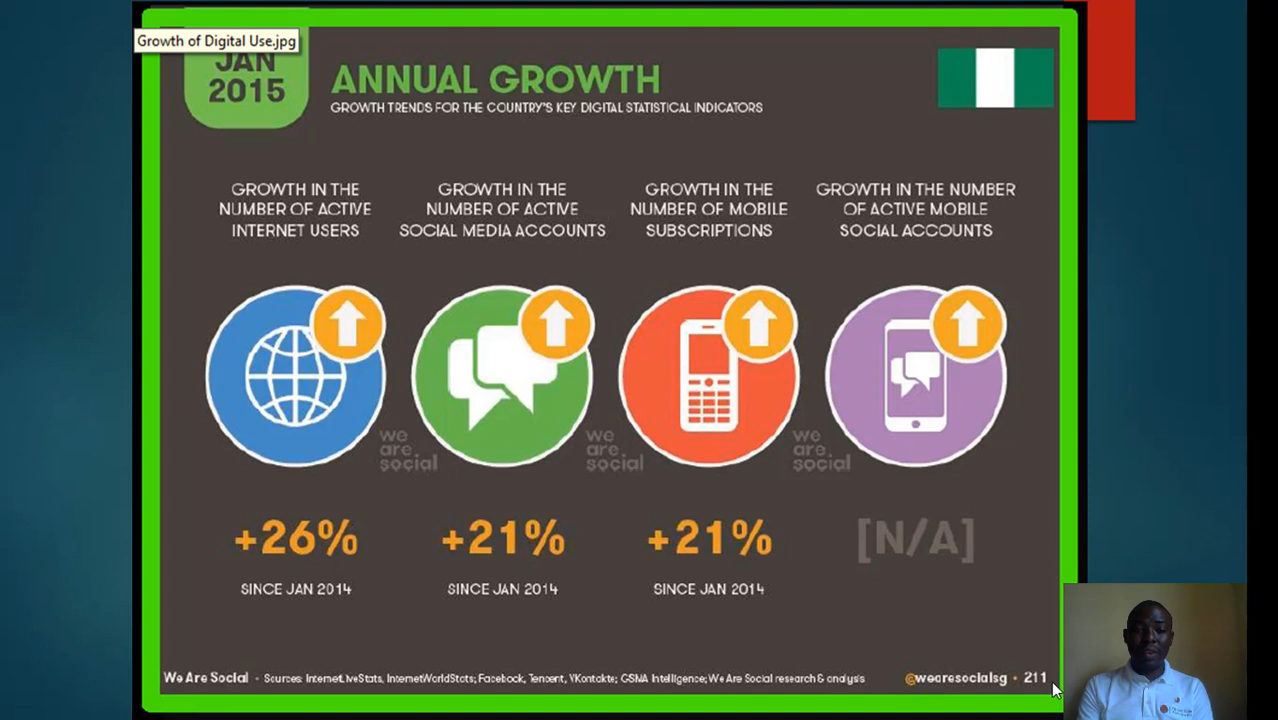 Growth of Digital Use.jpg
JAN
2015
ANNUAL GROWTH
GROWTH TRENDS FOR THE COUNTRY'S KEY DIGITAL STATISTICAL INDICATORS
GROWTH IN THE
NUMBER OF ACTIVE
INTERNET USERS
GROWTH IN THE
NUMBER OF ACTIVE
SOCIAL MEDIA ACCOUNTS
GROWTH IN THE
NUMBER OF MOBILE
SUBSCRIPTIONS
GROWTH IN THE NUMBER
OF ACTIVE MOBILE
SOCIAL ACCOUNTS
we
are
social
we
are
social
we
are
social
+26%
SINCE JAN 2014
+21%
SINCE JAN 2014
+21%
SINCE JAN 2014
[N/A]
We Are Social • Sources: InternetLiveStats, InternetWorldStats; Facebook, Tencent, VKontakte; GSMA Intelligence; We Are Social research & analysis
@wearesocialsg • 211